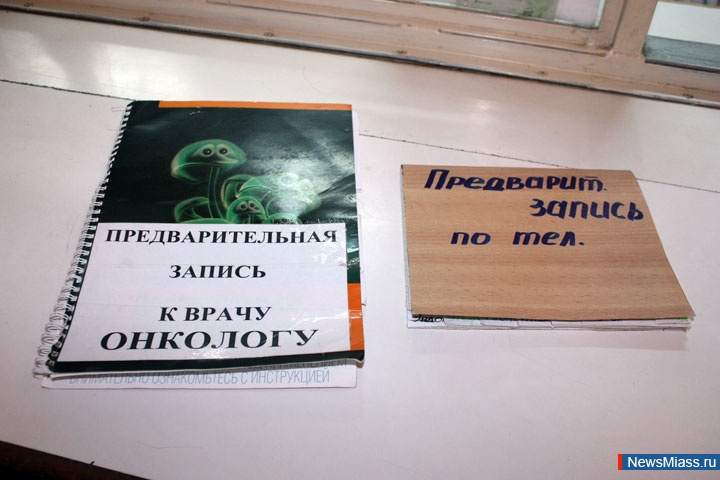 ПРЕДВАРИТЕЛЬНАЯ
ЗАПИСЬ
К ВРАЧУ
ОНКОЛОГУ
ВНИМАТЕЛЬНО ОЗНАКОМЬТЕСЬ С ИНСТРУКЦИЕЙ
Предварит.
запись
по тел.
NewsMiass.ru